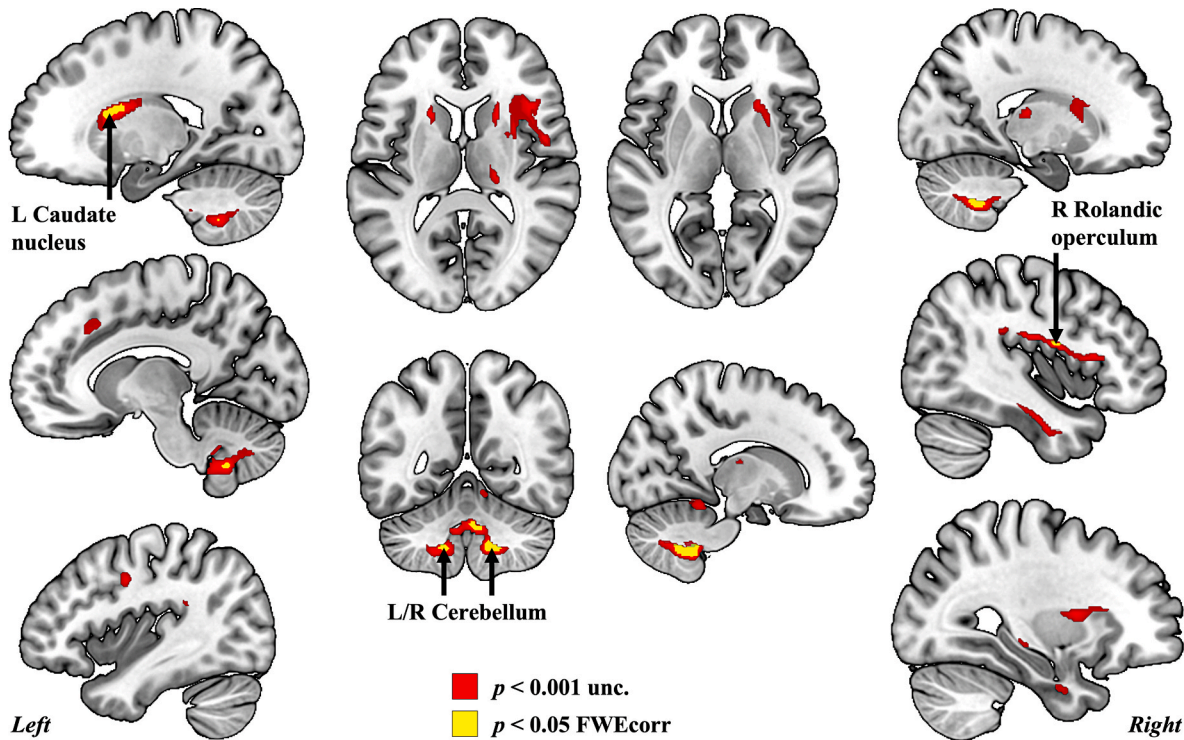 L Caudate
nucleus
R Rolandic
operculum
L/R Cerebellum
p < 0.001 unc.
p < 0.05 FWEcorr
Left
Right